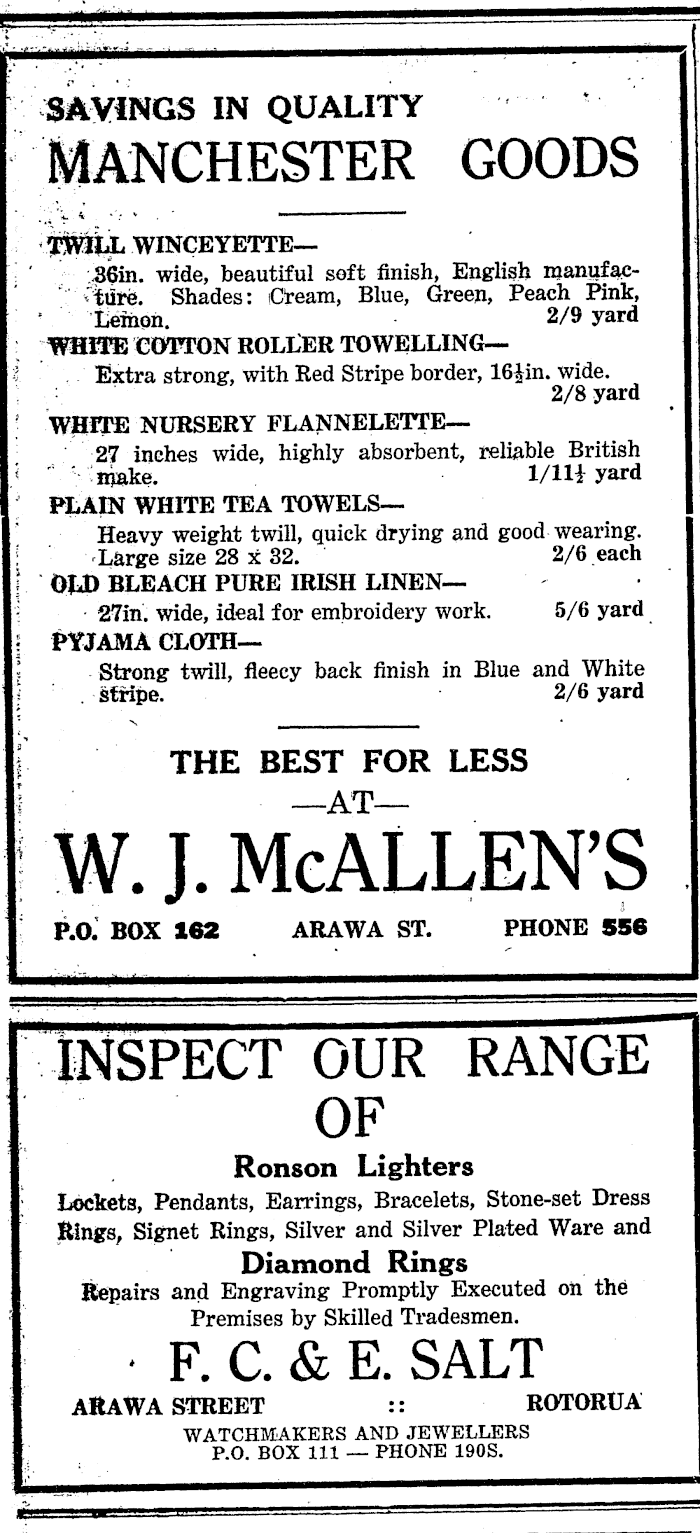 SAVINGS IN QUALITY
MANCHESTER GOODS
TWILL WINCEYETTE—
36in. wide, beautiful soft finish, English manufac-
ture. Shades: Cream, Blue, Green, Peach Pink,
Lemon. 2/9 yard
WHITE COTTON ROLLER TOWELLING—
Extra strong, with Red Stripe border, 16½in. wide.
2/8 yard
WHITE NURSERY FLANNELETTE—
27 inches wide, highly absorbent, reliable British
make. 1/11½ yard
PLAIN WHITE TEA TOWELS—
Heavy weight twill, quick drying and good wearing.
Large size 28 x 32. 2/6 each
OLD BLEACH PURE IRISH LINEN—
27in. wide, ideal for embroidery work. 5/6 yard
PYJAMA CLOTH—
Strong twill, fleecy back finish in Blue and White
stripe. 2/6 yard
THE BEST FOR LESS
—AT—
W. J. McALLEN'S
P.O. BOX 162 ARAWA ST. PHONE 556
INSPECT OUR RANGE
OF
Ronson Lighters
Lockets, Pendants, Earrings, Bracelets, Stone-set Dress
Rings, Signet Rings, Silver and Silver Plated Ware and
Diamond Rings
Repairs and Engraving Promptly Executed on the
Premises by Skilled Tradesmen.
F. C. & E. SALT
ARAWA STREET :: ROTORUA
WATCHMAKERS AND JEWELLERS
P.O. BOX 111 — PHONE 190S.